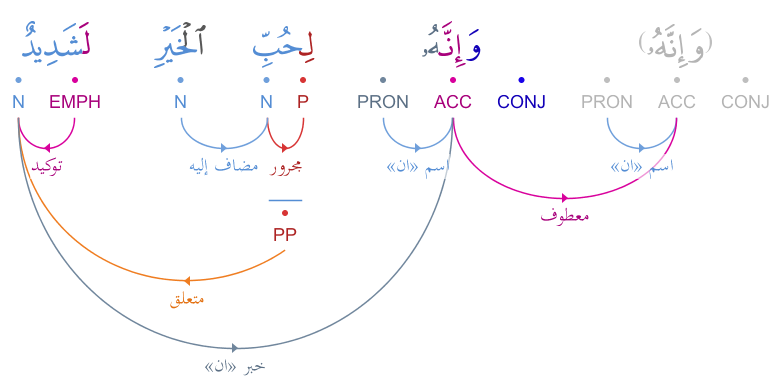 (وَإِنَّهُۥ) وَإِنَّهُۥ لِحُبِّ ٱلْخَيْرِ لَشَدِيدٌ
N EMPH N N P PRON ACC CONJ PRON ACC CONJ
توكيد مضاف إليه مجرور اسم «ان» اسم «ان»
معطوف
PP
متعلق
خبر «ان»